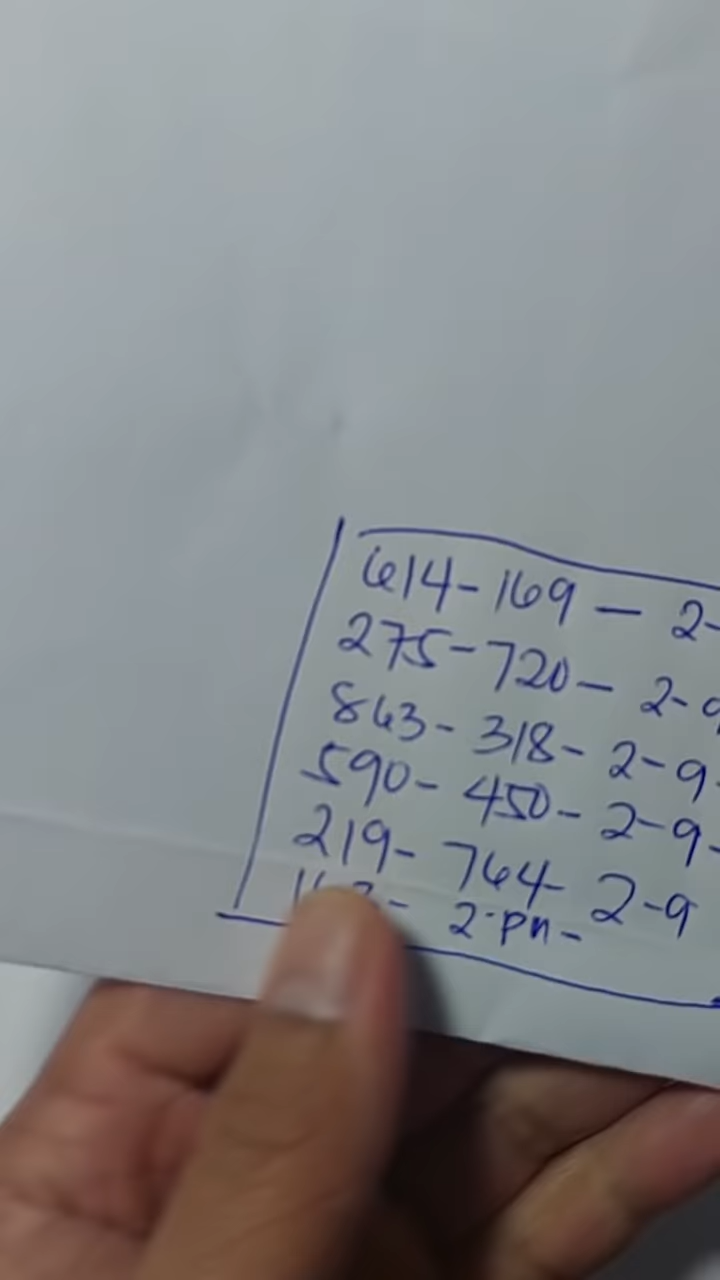 614-169 — 2-
275-720- 2-9
863- 318- 2-9-
590- 450- 2-9-
219- 764- 2-9
2-pn-